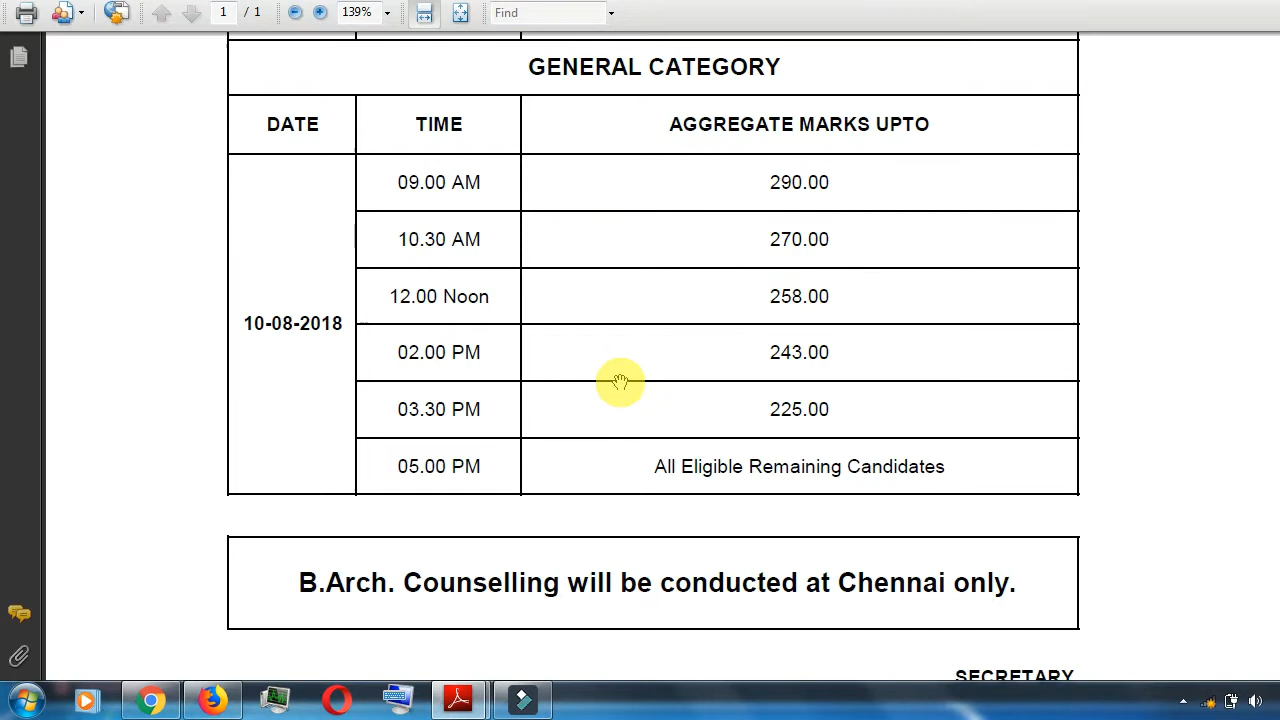 1 / 1 139% Find
GENERAL CATEGORY
DATE TIME AGGREGATE MARKS UPTO
09.00 AM 290.00
10.30 AM 270.00
12.00 Noon 258.00
10-08-2018
02.00 PM 243.00
03.30 PM 225.00
05.00 PM All Eligible Remaining Candidates
B.Arch. Counselling will be conducted at Chennai only.
SECRETARY